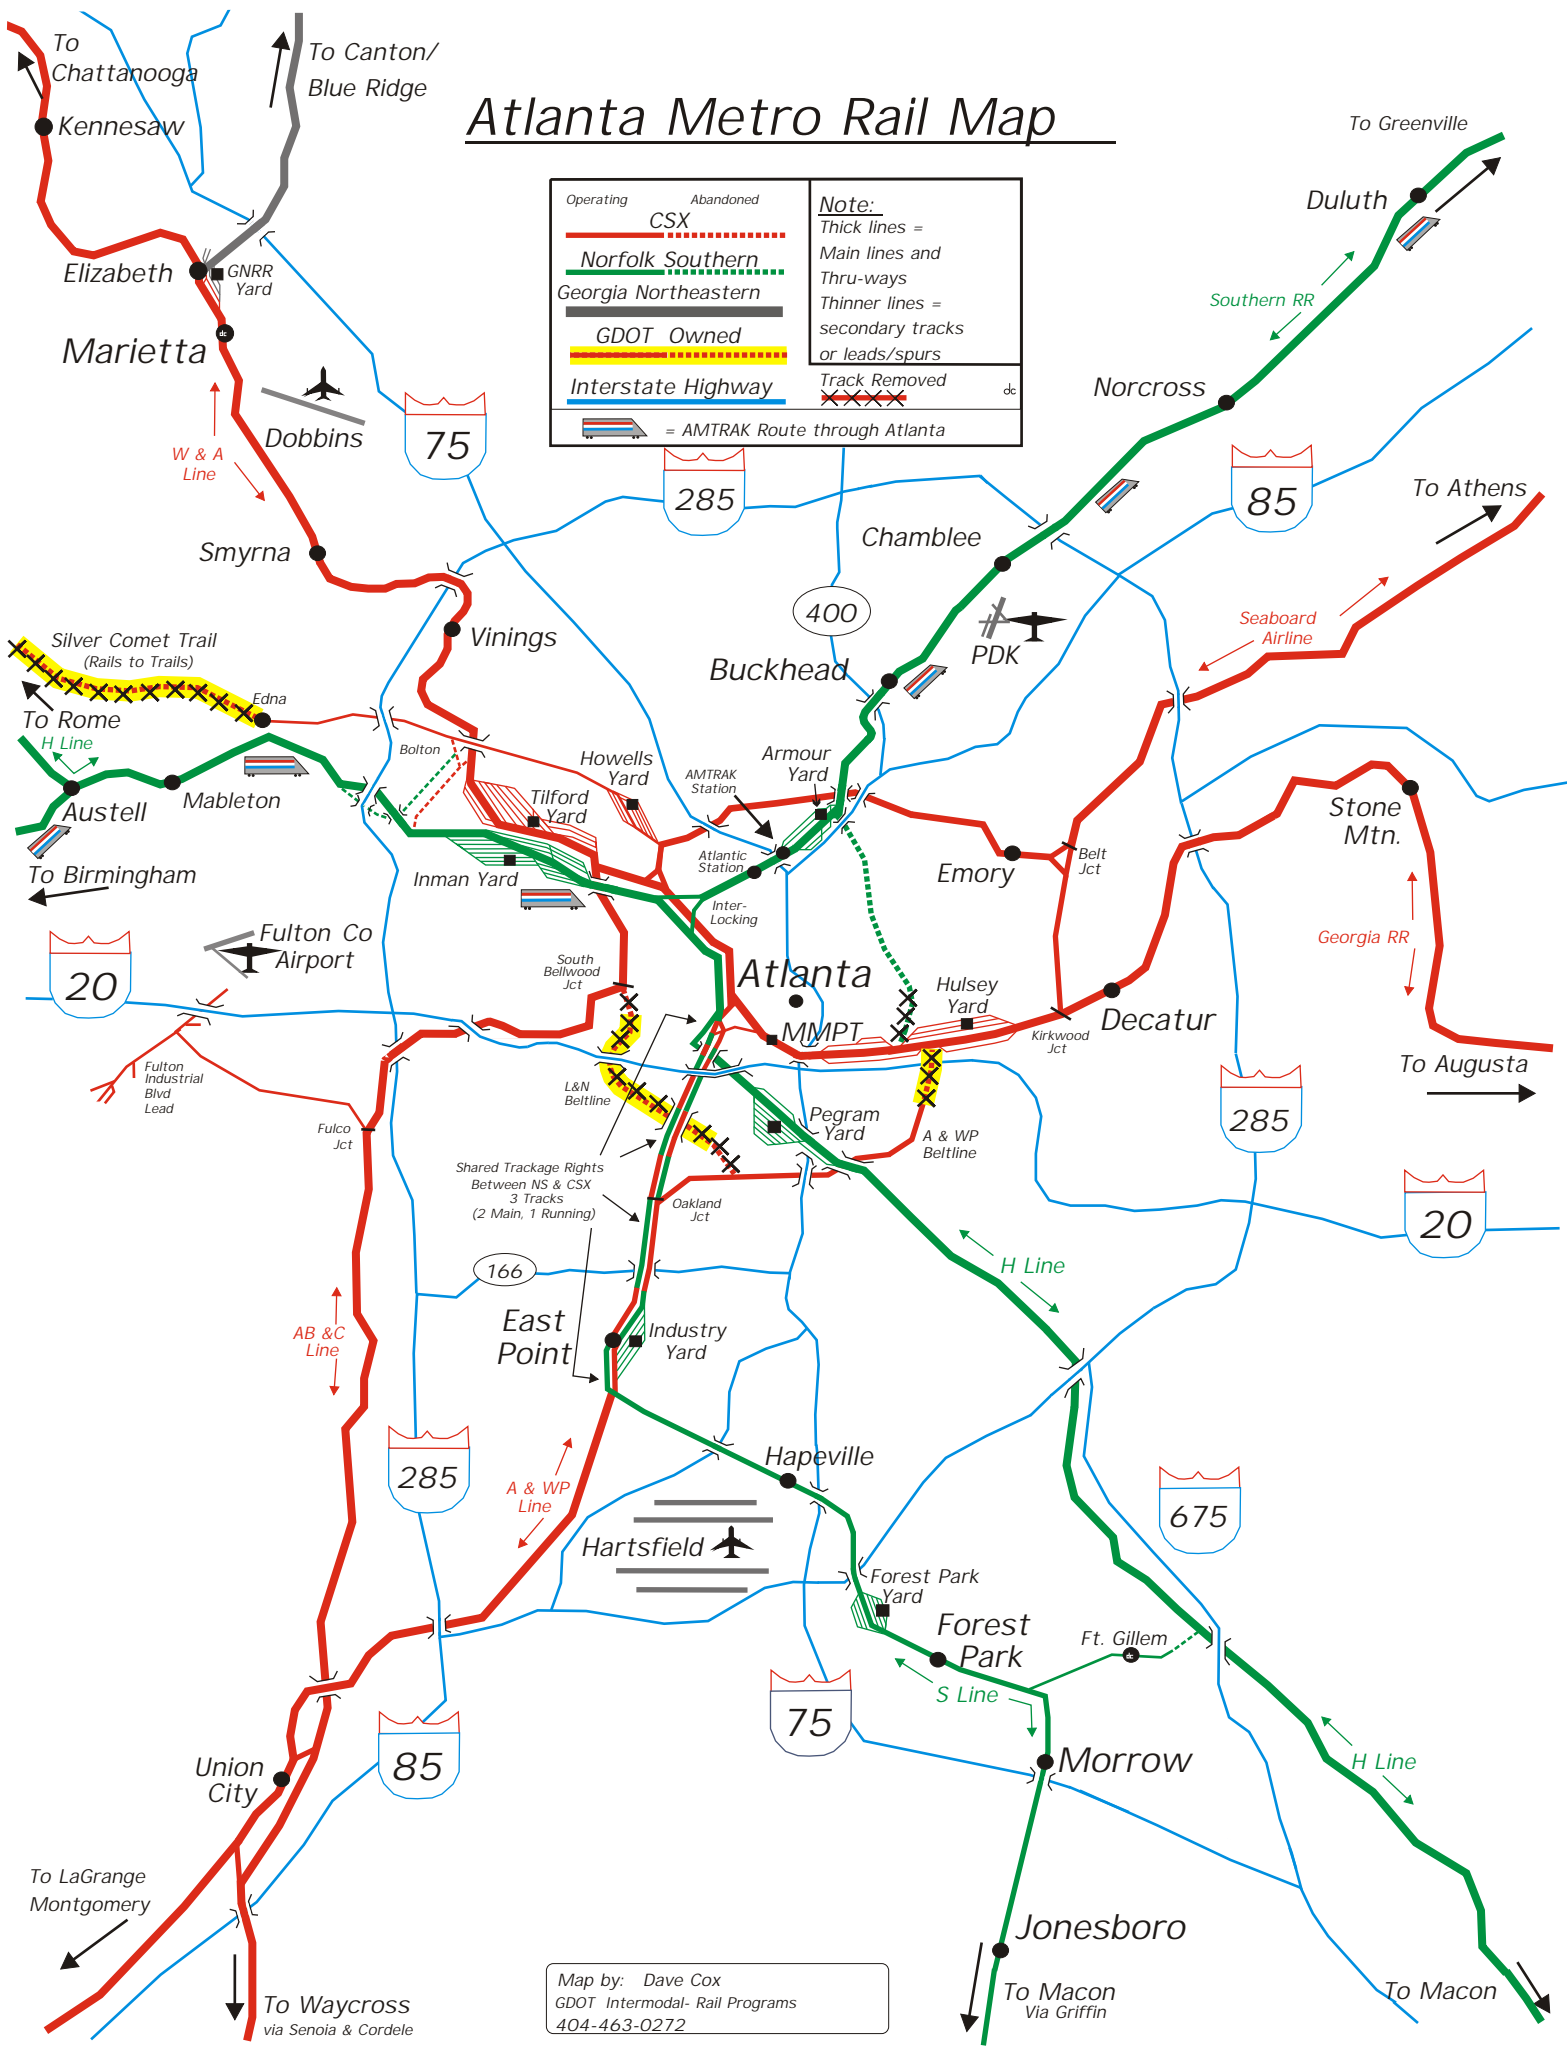 To
Chattanooga
To Canton/
Blue Ridge
Kennesaw
Atlanta Metro Rail Map
To Greenville
Duluth
Operating
Abandoned
CSX
Norfolk Southern
Georgia Northeastern
GDOT Owned
Interstate Highway
= AMTRAK Route through Atlanta
Note:
Thick lines =
Main lines and
Thru-ways
Thinner lines =
secondary tracks
or leads/spurs
Track Removed
dc
Elizabeth
GNRR
Yard
dc
Marietta
Southern RR
Norcross
Dobbins
75
W & A
Line
285
85
To Athens
Smyrna
Chamblee
400
Seaboard
Airline
PDK
Silver Comet Trail
(Rails to Trails)
Vinings
Buckhead
Edna
To Rome
H Line
Bolton
Howells
Yard
Armour
Yard
AMTRAK
Station
Austell
Mableton
Tilford
Yard
Stone
Mtn.
To Birmingham
Inman Yard
Atlantic
Station
Emory
Belt
Jct
Inter-
Locking
Fulton Co
Airport
Georgia RR
20
South
Bellwood
Jct
Atlanta
Hulsey
Yard
MMPT
Kirkwood
Jct
Decatur
Fulton
Industrial
Blvd
Lead
To Augusta
L&N
Beltline
Pegram
Yard
285
Fulco
Jct
A & WP
Beltline
Shared Trackage Rights
Between NS & CSX
3 Tracks
(2 Main, 1 Running)
Oakland
Jct
20
166
H Line
AB &C
Line
East
Point
Industry
Yard
285
Hapeville
A & WP
Line
675
Hartsfield
Forest Park
Yard
Forest
Park
Ft. Gillem
dc
S Line
75
85
Union
City
Morrow
H Line
To LaGrange
Montgomery
Jonesboro
Map by: Dave Cox
GDOT Intermodal- Rail Programs
404-463-0272
To Macon
Via Griffin
To Macon
To Waycross
via Senoia & Cordele